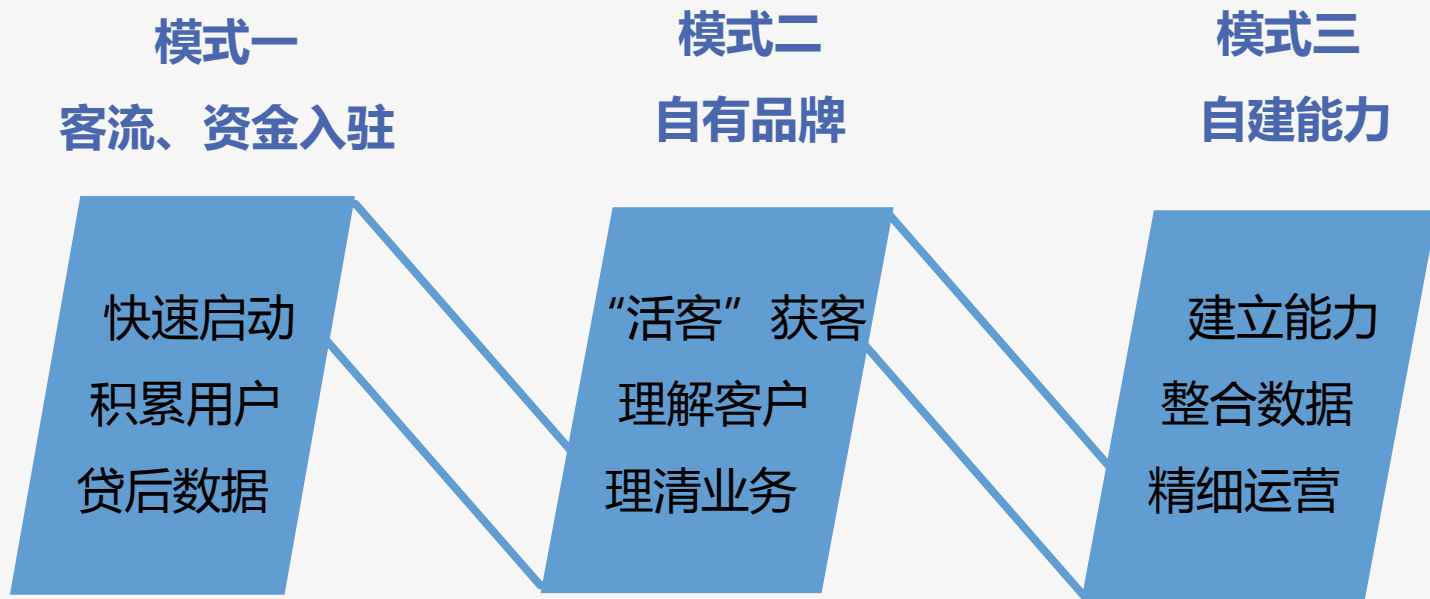 模式一
客流、资金入驻
快速启动
积累用户
贷后数据
模式二
自有品牌
“活客”获客
理解客户
理清业务
模式三
自建能力
建立能力
整合数据
精细运营